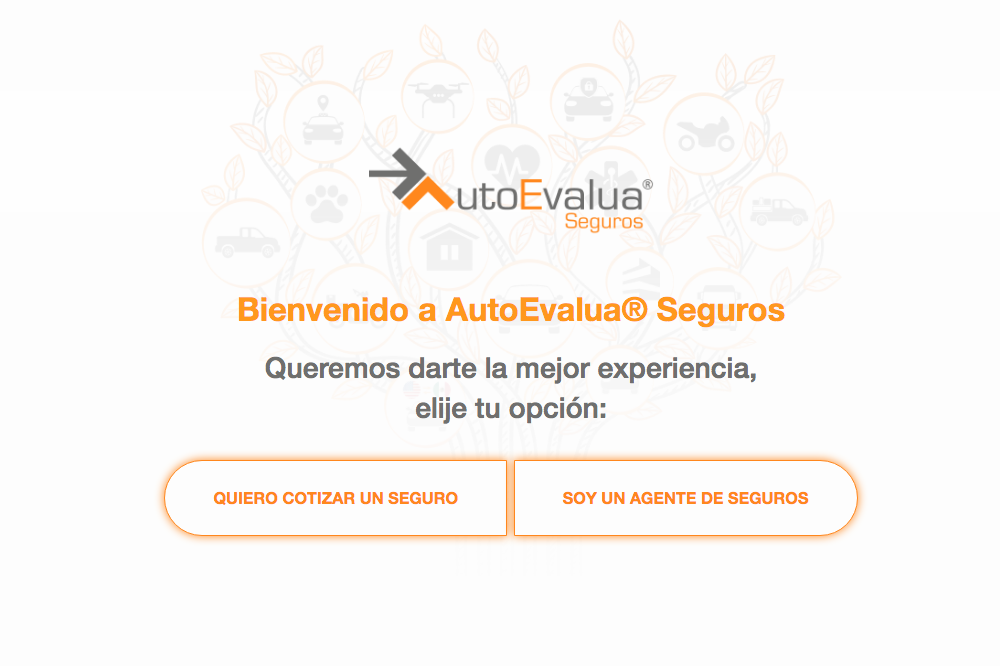 AutoEvalua®
Seguros
Bienvenido a AutoEvalua® Seguros
Queremos darte la mejor experiencia,
elije tu opción:
QUIERO COTIZAR UN SEGURO
SOY UN AGENTE DE SEGUROS